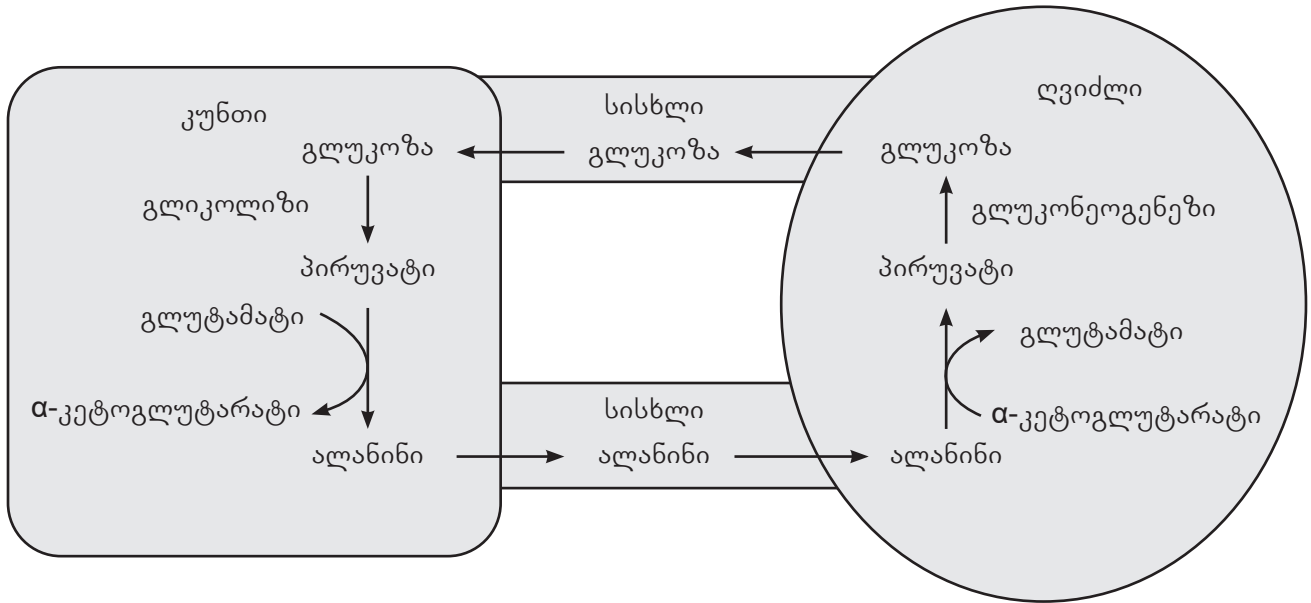 კუნთი
გლუკოზა
გლიკოლიზი
პირუვატი
გლუტამატი
α-კეტოგლუტარატი
ალანინი
სისხლი
გლუკოზა
სისხლი
ალანინი
ღვიძლი
გლუკოზა
გლუკონეოგენეზი
პირუვატი
გლუტამატი
α-კეტოგლუტარატი
ალანინი